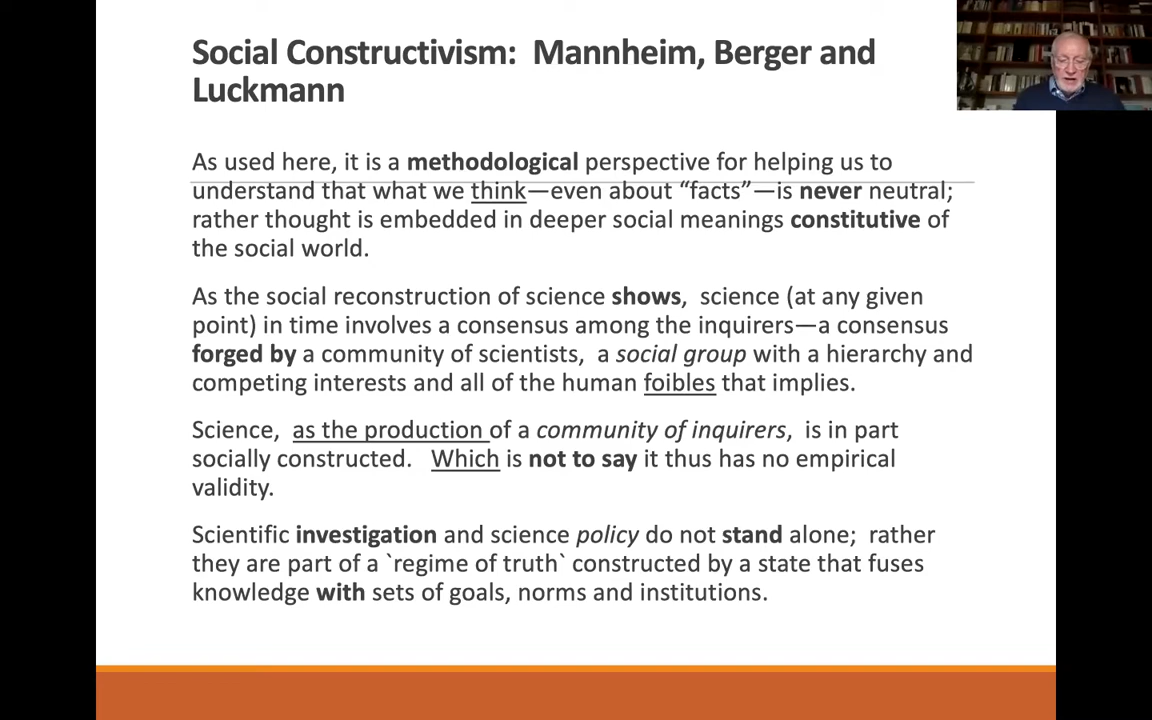 Social Constructivism:  Mannheim, Berger and
Luckmann
As used here, it is a methodological perspective for helping us to
understand that what we think—even about “facts”—is never neutral;
rather thought is embedded in deeper social meanings constitutive of
the social world.
As the social reconstruction of science shows,  science (at any given
point) in time involves a consensus among the inquirers—a consensus
forged by a community of scientists,  a social group with a hierarchy and
competing interests and all of the human foibles that implies.
Science,  as the production of a community of inquirers,  is in part
socially constructed.   Which is not to say it thus has no empirical
validity.
Scientific investigation and science policy do not stand alone;  rather
they are part of a `regime of truth` constructed by a state that fuses
knowledge with sets of goals, norms and institutions.